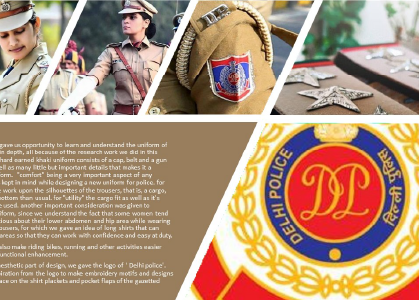 gave us opportunity to learn and understand the uniform of
n depth, all because of the research work we did in this
hard earned khaki uniform consists of a cap, belt and a gun
ell as many little but important details that makes it a
form. "comfort" being a very important aspect of any
kept in mind while designing a new uniform for police. for
e work upon the silhouettes of the trousers, that is, a cargo,
ottom than usual. for "utility" the cargo fit as well as it's
e used. another important consideration was given to
iform, since we understand the fact that some women tend
cious about their lower abdomen and hip area while wearing
ousers, for which we gave an idea of long shirts that can
areas so that they can work with confidence and easy at duty.
also make riding bikes, running and other activities easier
unctional enhancement.
esthetic part of design, we gave the logo of ' Delhi police'.
iration from the logo to make embroidery motifs and designs
ace on the shirt plackets and pocket flaps of the gazetted
DELHI POLICE
DP
दिल्ली पुलिस